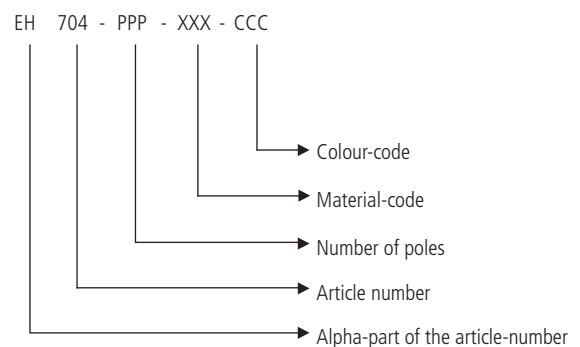 EH 704 - PPP - XXX - CCC
Colour-code
Material-code
Number of poles
Article number
Alpha-part of the article-number